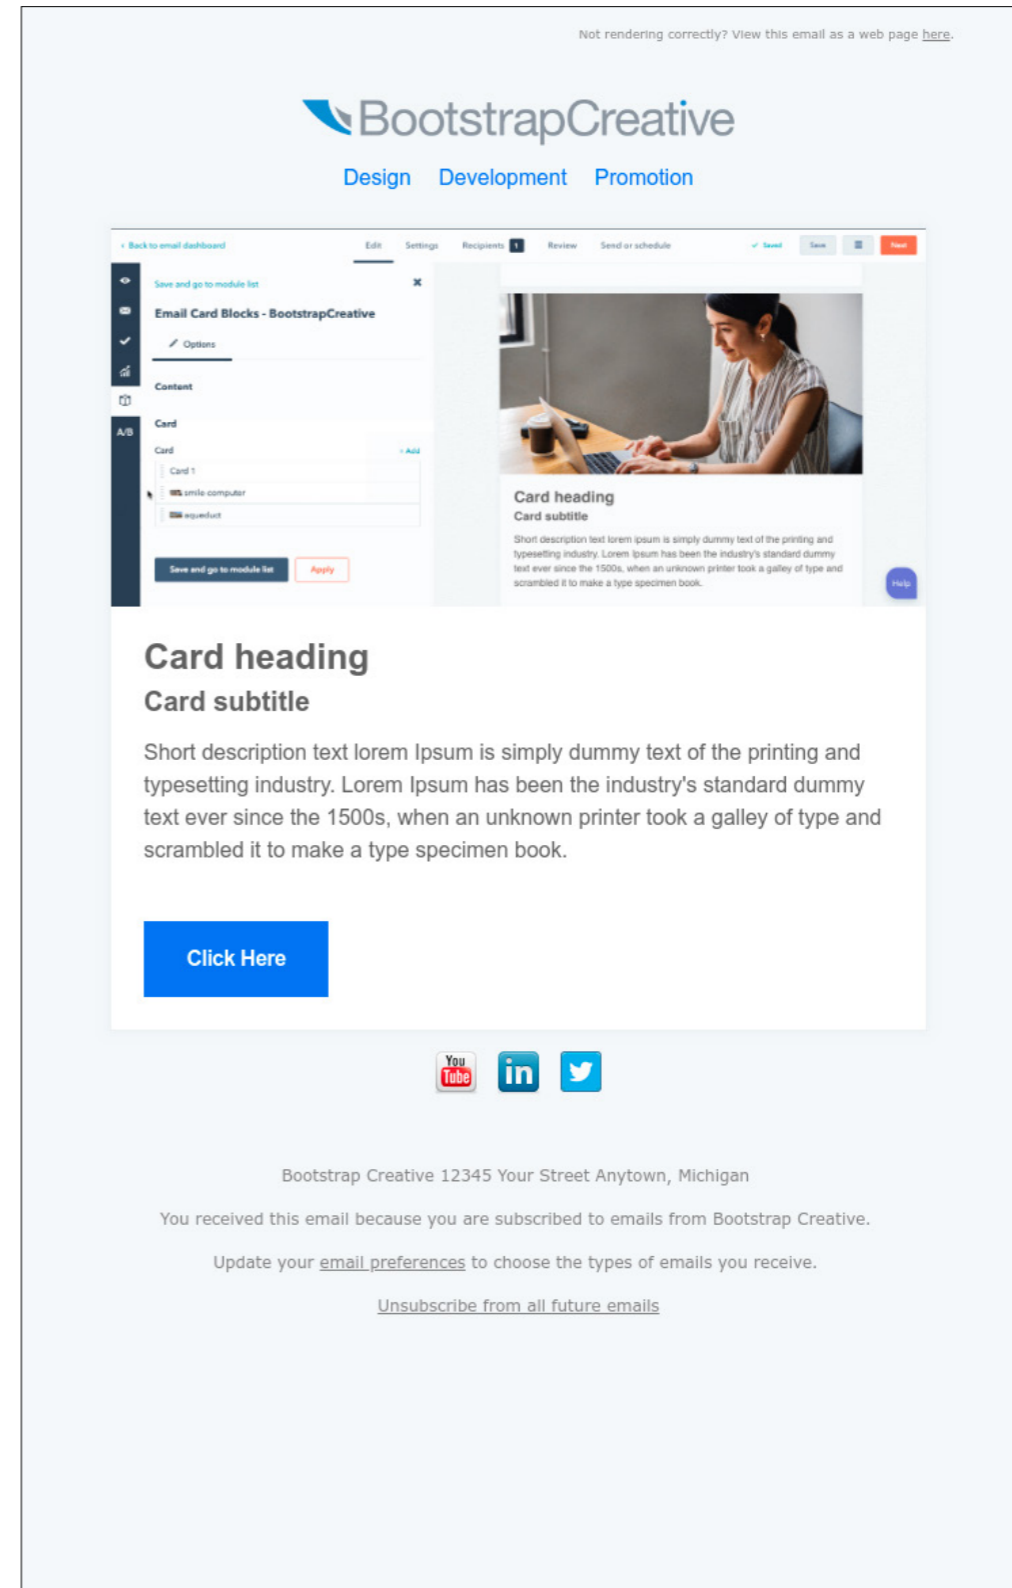 Not rendering correctly? View this email as a web page here.
BootstrapCreative
Design Development Promotion
‹ Back to email dashboard Edit Settings Recipients 1 Review Send or schedule ✓ Saved Save Next
Save and go to module list
Email Card Blocks - BootstrapCreative
Options
Content
A/B
Card
Card + Add
Card 1
smile computer
aqueduct
Save and go to module list Apply
Card heading
Card subtitle
Short description text lorem ipsum is simply dummy text of the printing and
typesetting industry. Lorem Ipsum has been the industry's standard dummy
text ever since the 1500s, when an unknown printer took a galley of type and
scrambled it to make a type specimen book.
Help
Card heading
Card subtitle
Short description text lorem Ipsum is simply dummy text of the printing and
typesetting industry. Lorem Ipsum has been the industry's standard dummy
text ever since the 1500s, when an unknown printer took a galley of type and
scrambled it to make a type specimen book.
Click Here
You
Tube
in
Bootstrap Creative 12345 Your Street Anytown, Michigan
You received this email because you are subscribed to emails from Bootstrap Creative.
Update your email preferences to choose the types of emails you receive.
Unsubscribe from all future emails